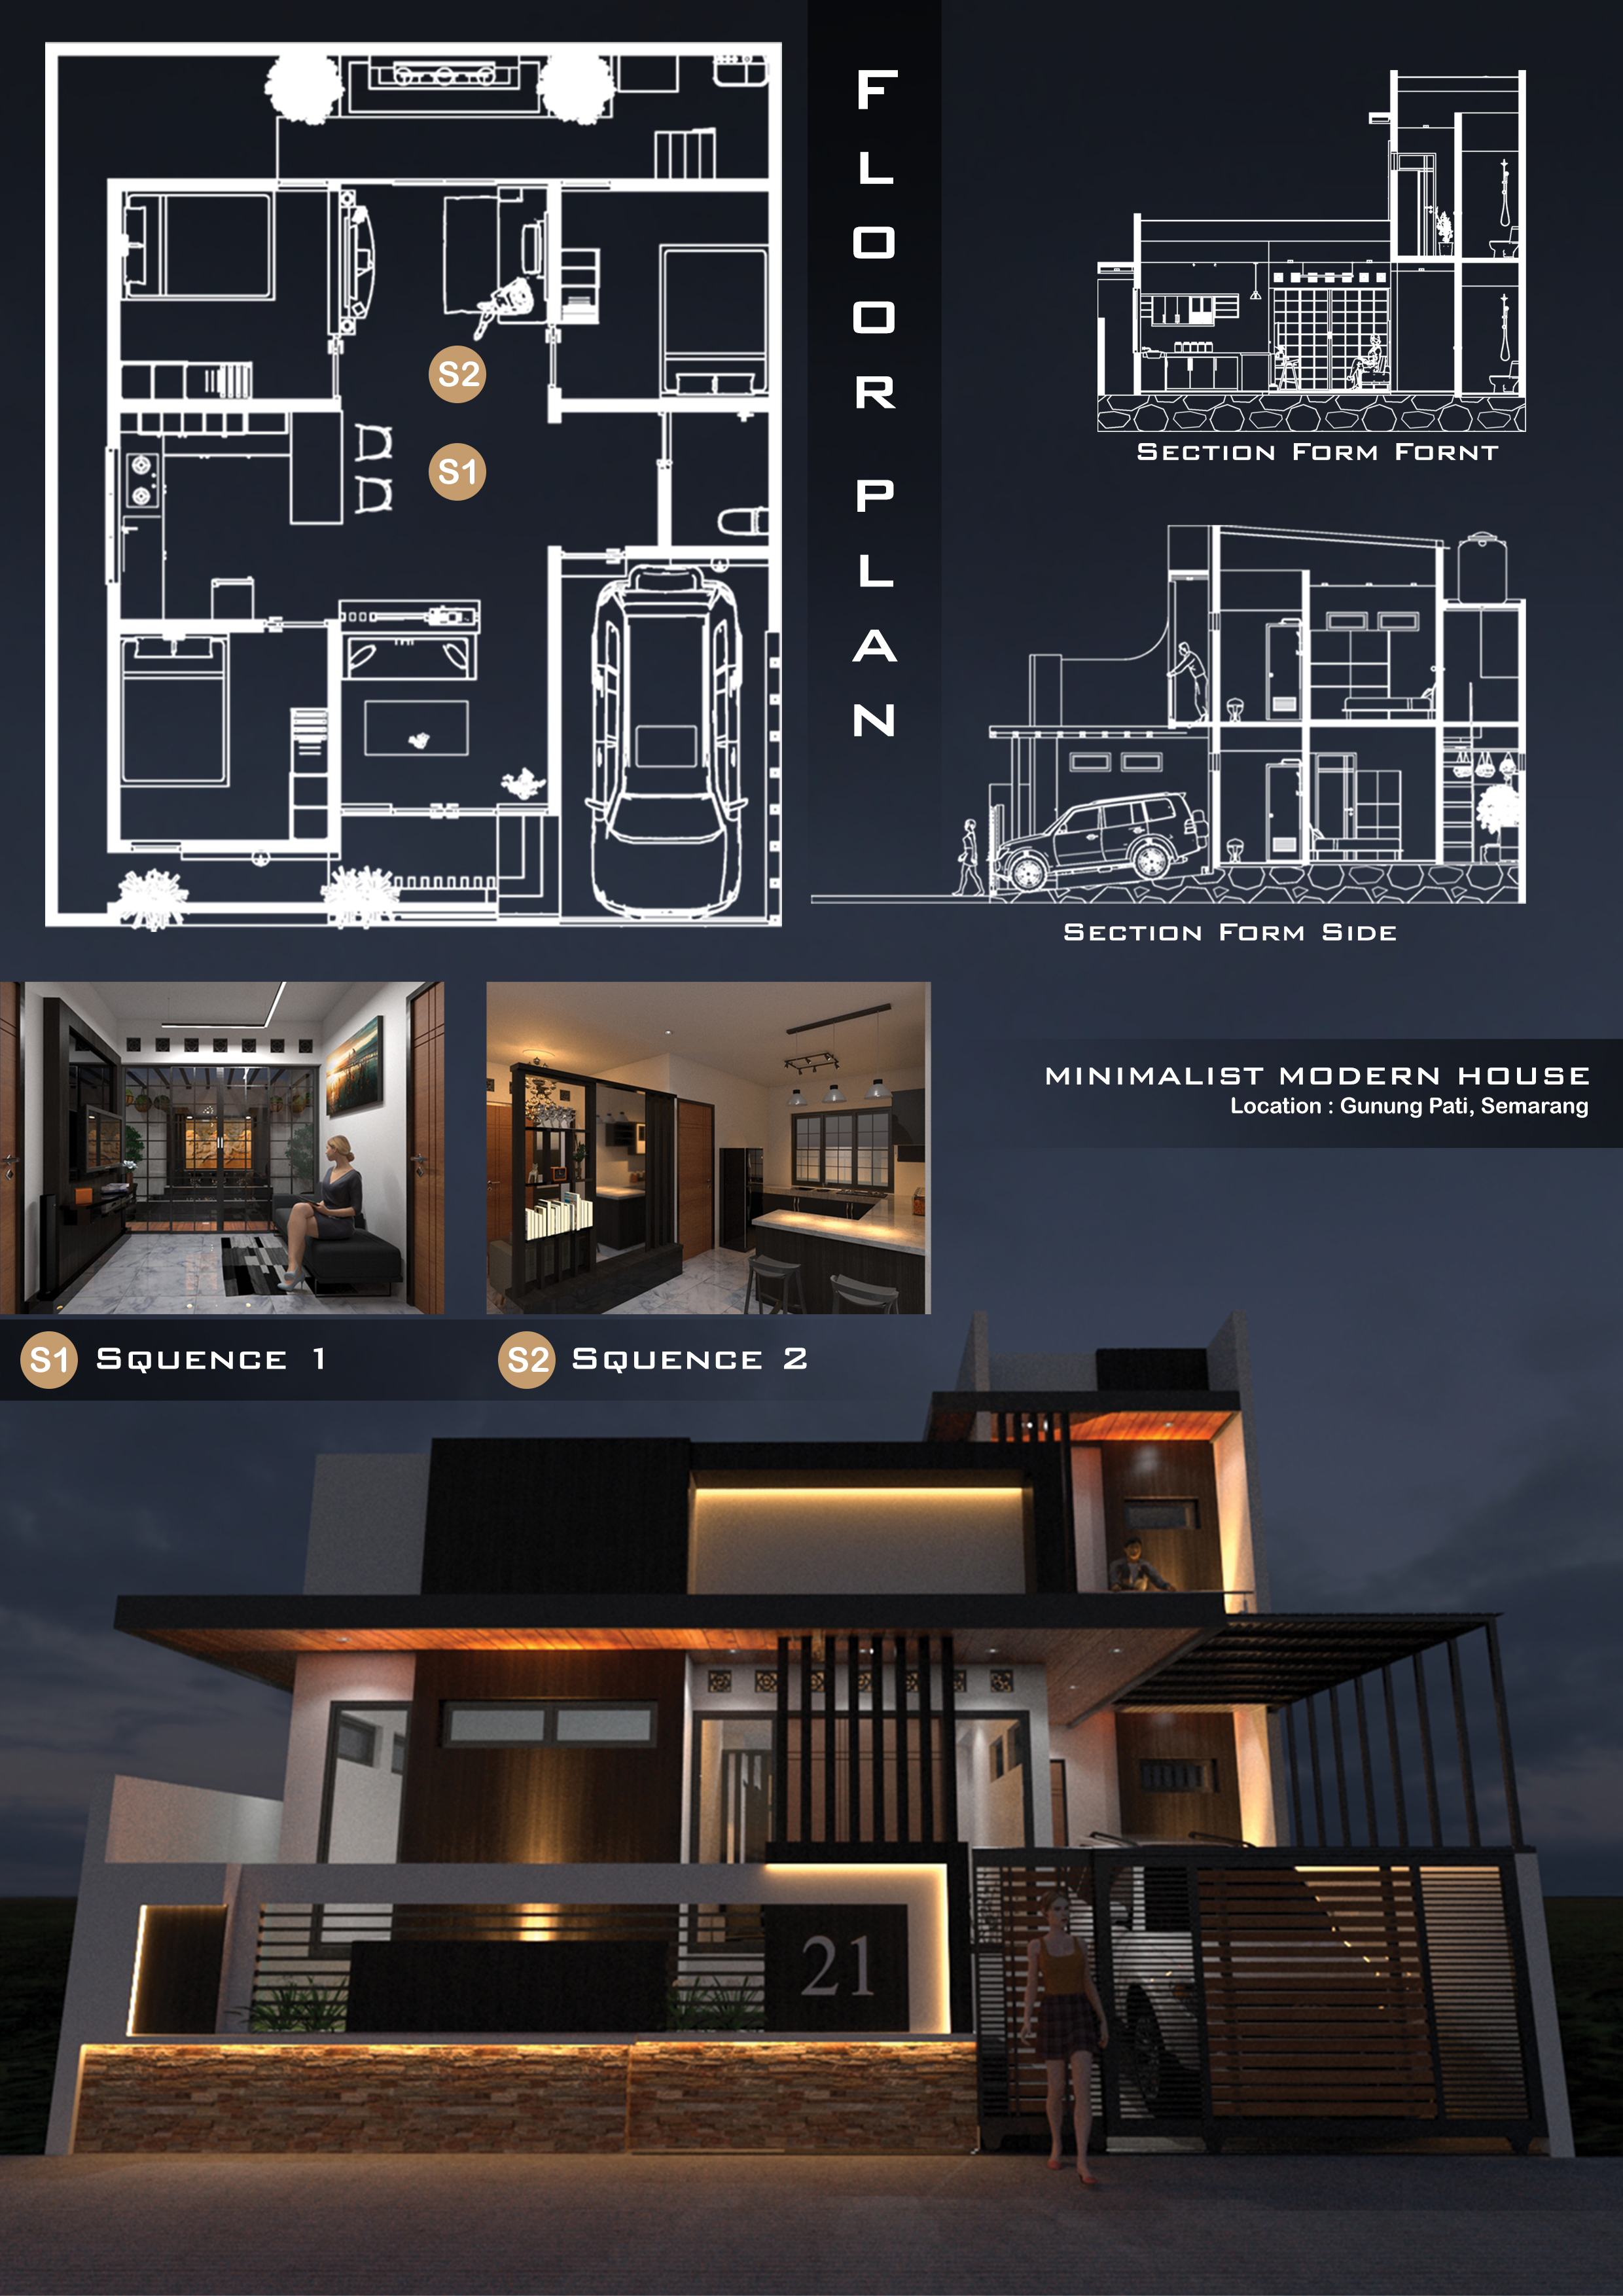 FLOOR PLAN
S2
S1
Section Form Fornt
Section Form Side
MINIMALIST MODERN HOUSE
Location : Gunung Pati, Semarang
S1 Squence 1
S2 Squence 2
21